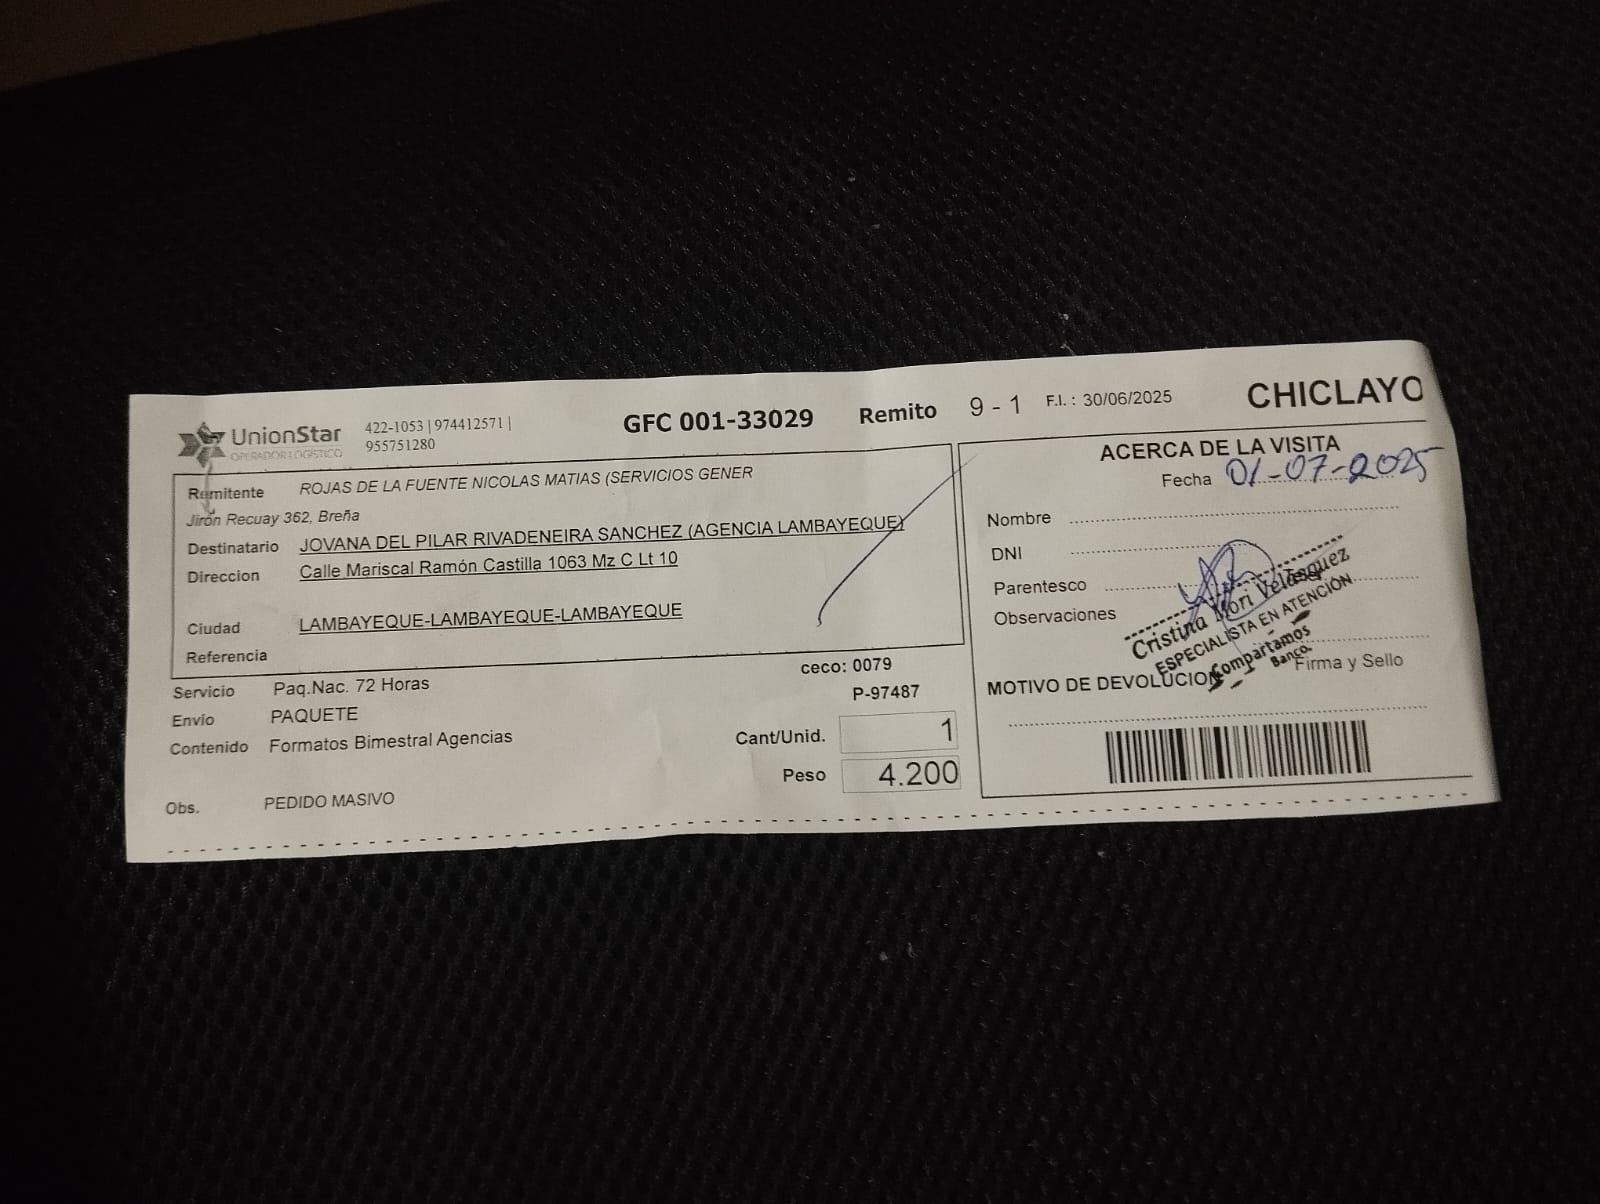 UnionStar
OPERADOR LOGÍSTICO
422-1053 | 974412571 |
955751280
GFC 001-33029
Remito 9 - 1
F.I. : 30/06/2025
CHICLAYO
Remitente ROJAS DE LA FUENTE NICOLAS MATIAS (SERVICIOS GENER
Jirón Recuay 362, Breña
Destinatario JOVANA DEL PILAR RIVADENEIRA SANCHEZ (AGENCIA LAMBAYEQUE)
Direccion Calle Mariscal Ramón Castilla 1063 Mz C Lt 10
Ciudad LAMBAYEQUE-LAMBAYEQUE-LAMBAYEQUE
Referencia
Servicio Paq.Nac. 72 Horas
ceco: 0079
Envío PAQUETE
P-97487
Contenido Formatos Bimestral Agencias
Cant/Unid. 1
Peso 4.200
Obs. PEDIDO MASIVO
ACERCA DE LA VISITA
Fecha 01-07-2025
Nombre
DNI
Parentesco
Observaciones
Cristina Mori Velásquez
ESPECIALISTA EN ATENCIÓN
Compartamos
Banco.
Firma y Sello
MOTIVO DE DEVOLUCION